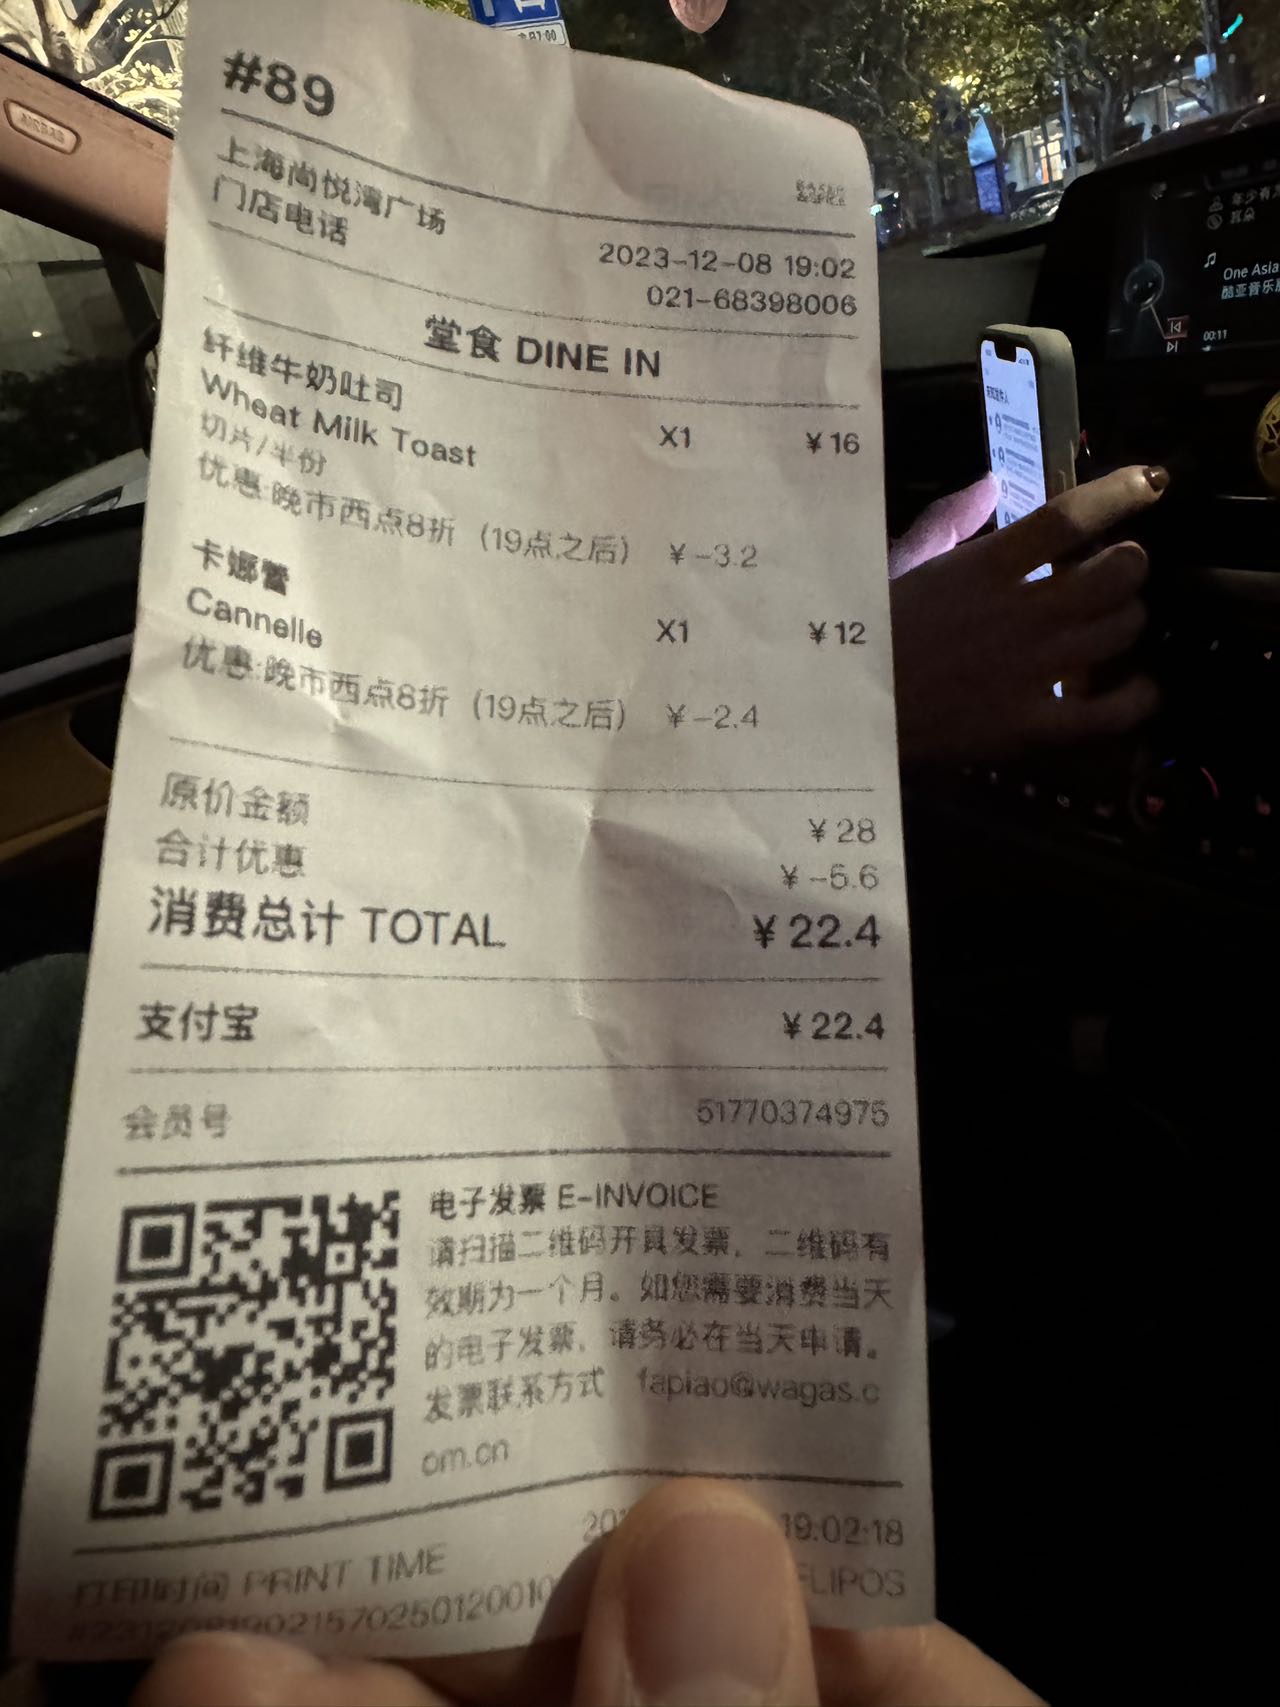 AIRBAG
#89
上海尚悦湾广场
2023-12-08 19:02
门店电话
021-68398006
堂食 DINE IN
纤维牛奶吐司
Wheat Milk Toast X1 ¥16
切片/半份
优惠:晚市西点8折 (19点之后) ¥-3.2
卡娜蕾
Cannelle X1 ¥12
优惠:晚市西点8折 (19点之后) ¥-2.4
原价金额 ¥28
合计优惠 ¥-5.6
消费总计 TOTAL ¥22.4
支付宝 ¥22.4
会员号 51770374975
电子发票 E-INVOICE
请扫描二维码开具发票，二维码有
效期为一个月。如您需要消费当天
的电子发票，请务必在当天申请。
发票联系方式 fapiao@wagas.c
om.cn
19:02:18
打印时间 PRINT TIME
FLIPOS
One Asia
00:11